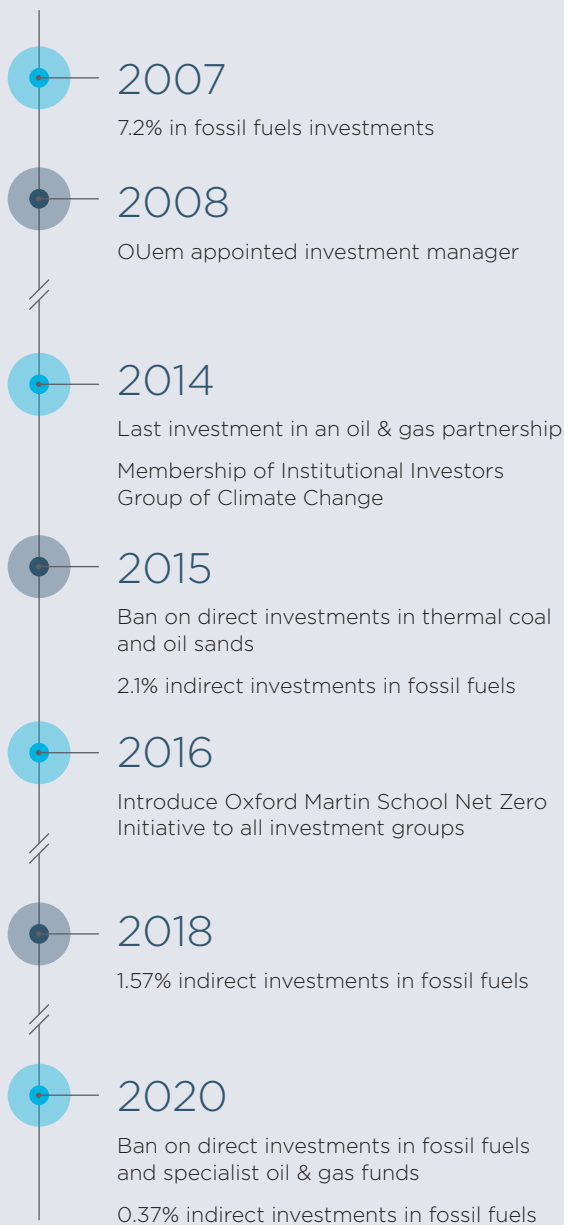 2007
7.2% in fossil fuels investments
2008
OUem appointed investment manager
2014
Last investment in an oil & gas partnership
Membership of Institutional Investors
Group of Climate Change
2015
Ban on direct investments in thermal coal
and oil sands
2.1% indirect investments in fossil fuels
2016
Introduce Oxford Martin School Net Zero
Initiative to all investment groups
2018
1.57% indirect investments in fossil fuels
2020
Ban on direct investments in fossil fuels
and specialist oil & gas funds
0.37% indirect investments in fossil fuels